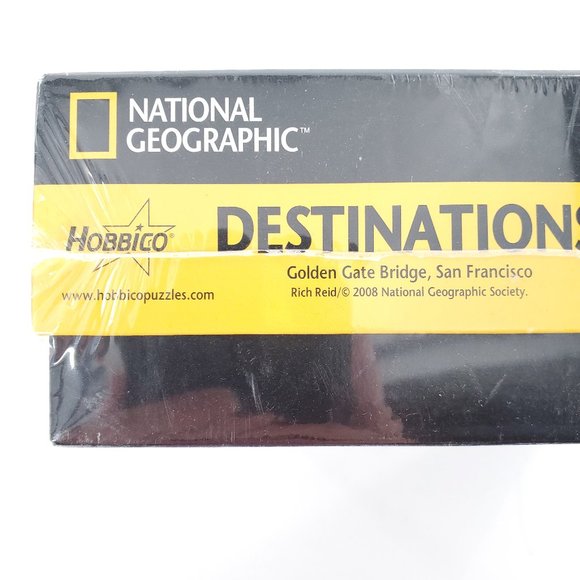 NATIONAL
GEOGRAPHIC™
HOBBICO®
DESTINATIONS
Golden Gate Bridge, San Francisco
www.hobbicopuzzles.com
Rich Reid/© 2008 National Geographic Society.